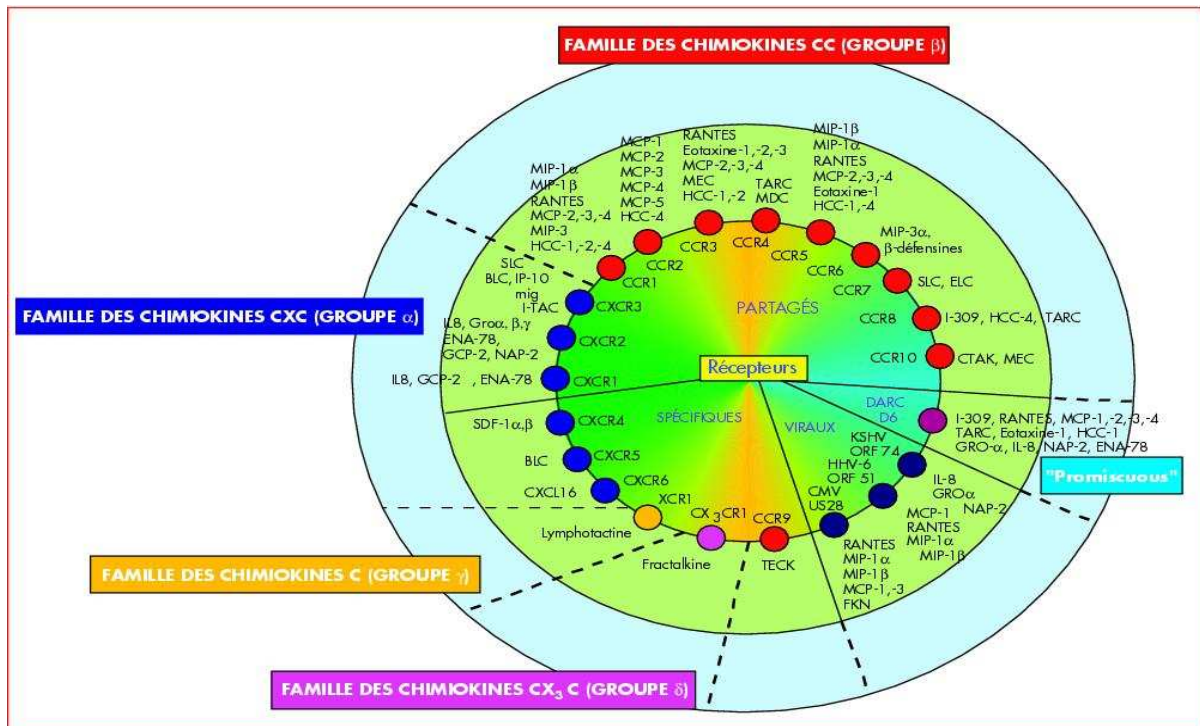 FAMILLE DES CHIMIOKINES CC (GROUPE β)
MIP-1α
MIP-1β
RANTES
MCP-2,-3,-4
MIP-3
HCC-1,-2,-4
MCP-1
MCP-2
MCP-3
MCP-4
MCP-5
HCC-4
RANTES
Eotaxine-1,-2,-3
MCP-2,-3,-4
MEC
HCC-1,-2
TARC
MDC
MIP-1β
MIP-1α
RANTES
MCP-2,-3,-4
Eotaxine-1
HCC-1,-4
MIP-3α,
β-défensines
SLC, ELC
I-309, HCC-4, TARC
CTAK, MEC
CCR1
CCR2
CCR3
CCR4
CCR5
CCR6
CCR7
CCR8
CCR10
PARTAGÉS
SLC
BLC, IP-10
mig
I-TAC
CXCR3
FAMILLE DES CHIMIOKINES CXC (GROUPE α)
IL8, Groα, β,γ
ENA-78,
GCP-2, NAP-2
CXCR2
IL8, GCP-2 , ENA-78
CXCR1
Récepteurs
SPÉCIFIQUES
VIRAUX
DARC
D6
SDF-1α,β
CXCR4
BLC
CXCR5
CXCL16
CXCR6
Lymphotactine
XCR1
Fractalkine
CX3CR1
TECK
CCR9
CMV
US28
HHV-6
ORF 51
KSHV
ORF 74
I-309, RANTES, MCP-1,-2,-3,-4
TARC, Eotaxine-1, HCC-1
GRO-α, IL-8, NAP-2, ENA-78
"Promiscuous"
IL-8
GROα
NAP-2
MCP-1
RANTES
MIP-1α
MIP-1β
RANTES
MIP-1α
MIP-1β
MCP-1,-3
FKN
FAMILLE DES CHIMIOKINES C (GROUPE γ)
FAMILLE DES CHIMIOKINES CX3 C (GROUPE δ)